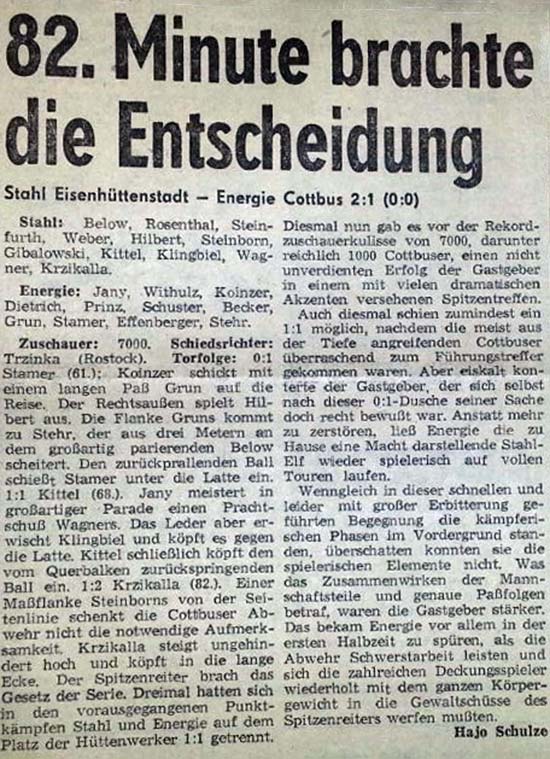 82. Minute brachte
die Entscheidung
Stahl Eisenhüttenstadt – Energie Cottbus 2:1 (0:0)
Stahl: Below, Rosenthal, Stein-
furth, Weber, Hilbert, Steinborn,
Gibalowski, Kittel, Klingbiel, Wag-
ner, Krzikalla.
Energie: Jany, Withulz, Koinzer,
Dietrich, Prinz, Schuster, Becker,
Grun, Stamer, Effenberger, Stehr.
Zuschauer: 7000. Schiedsrichter:
Trzinka (Rostock). Torfolge: 0:1
Stamer (61.): Koinzer schickt mit
einem langen Paß Grun auf die
Reise. Der Rechtsaußen spielt Hil-
bert aus. Die Flanke Gruns kommt
zu Stehr, der aus drei Metern an
dem großartig parierenden Below
scheitert. Den zurückprallenden Ball
schießt Stamer unter die Latte ein.
1:1 Kittel (68.). Jany meistert in
großartiger Parade einen Pracht-
schuß Wagners. Das Leder aber er-
wischt Klingbiel und köpft es gegen
die Latte. Kittel schließlich köpft den
vom Querbalken zurückspringenden
Ball ein. 1:2 Krzikalla (82.). Einer
Maßflanke Steinborns von der Sei-
tenlinie schenkt die Cottbuser Ab-
wehr nicht die notwendige Aufmerk-
samkeit. Krzikalla steigt ungehin-
dert hoch und köpft in die lange
Ecke. Der Spitzenreiter brach das
Gesetz der Serie. Dreimal hatten sich
in den vorausgegangenen Punkt-
kämpfen Stahl und Energie auf dem
Platz der Hüttenwerker 1:1 getrennt.
Diesmal nun gab es vor der Rekord-
zuschauerkulisse von 7000, darunter
reichlich 1000 Cottbuser, einen nicht
unverdienten Erfolg der Gastgeber
in einem mit vielen dramatischen
Akzenten versehenen Spitzentreffen.
Auch diesmal schien zumindest ein
1:1 möglich, nachdem die meist aus
der Tiefe angreifenden Cottbuser
überraschend zum Führungstreffer
gekommen waren. Aber eiskalt kon-
terte der Gastgeber, der sich selbst
nach dieser 0:1-Dusche seiner Sache
doch recht bewußt war. Anstatt mehr
zu zerstören, ließ Energie die zu
Hause eine Macht darstellende Stahl-
Elf wieder spielerisch auf vollen
Touren laufen.
Wenngleich in dieser schnellen und
leider mit großer Erbitterung ge-
führten Begegnung die kämpferi-
schen Phasen im Vordergrund stan-
den, überschatten konnten sie die
spielerischen Elemente nicht. Was
das Zusammenwirken der Mann-
schaftsteile und genaue Paßfolgen
betraf, waren die Gastgeber stärker.
Das bekam Energie vor allem in der
ersten Halbzeit zu spüren, als die
Abwehr Schwerstarbeit leisten und
sich die zahlreichen Deckungsspieler
wiederholt mit dem ganzen Körper-
gewicht in die Gewaltschüsse des
Spitzenreiters werfen mußten.
Hajo Schulze